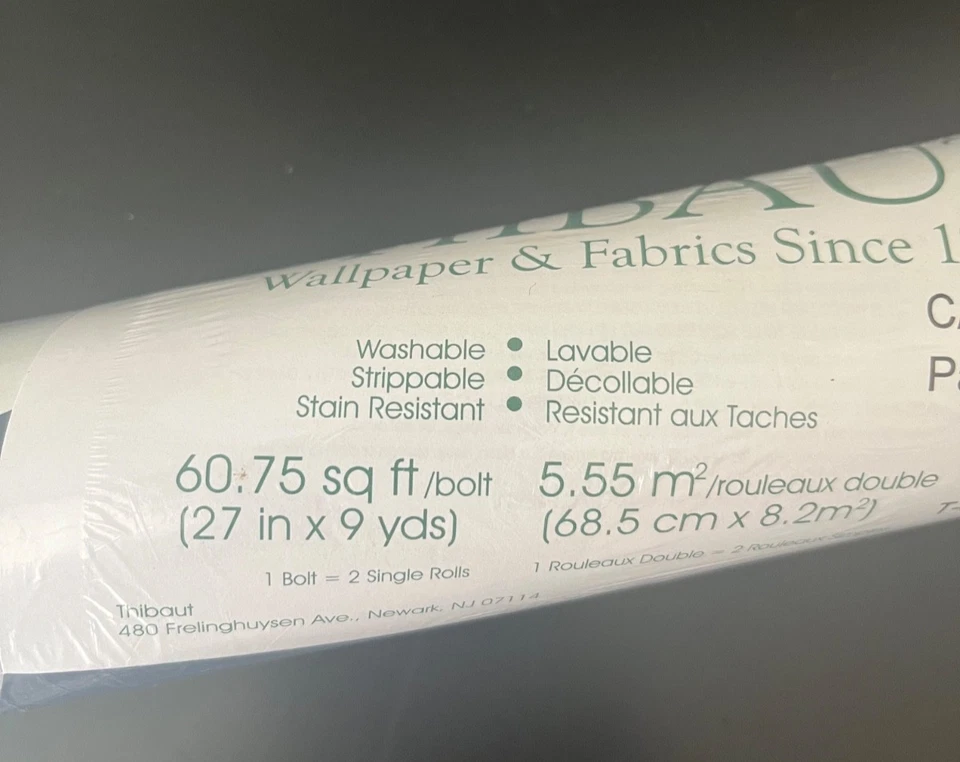 Wallpaper & Fabrics Since
Washable • Lavable
Strippable • Décollable
Stain Resistant • Resistant aux Taches
60.75 sq ft/bolt 5.55 m²/rouleaux double
(27 in x 9 yds) (68.5 cm x 8.2m²)
1 Bolt = 2 Single Rolls 1 Rouleaux Double = 2 Rouleaux
Thibaut
480 Frelinghuysen Ave., Newark, NJ 07114